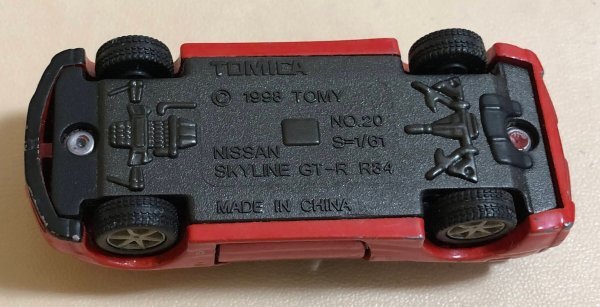 TOMICA
© 1998 TOMY
NO.20
S=1/61
NISSAN
SKYLINE GT-R R34
MADE IN CHINA